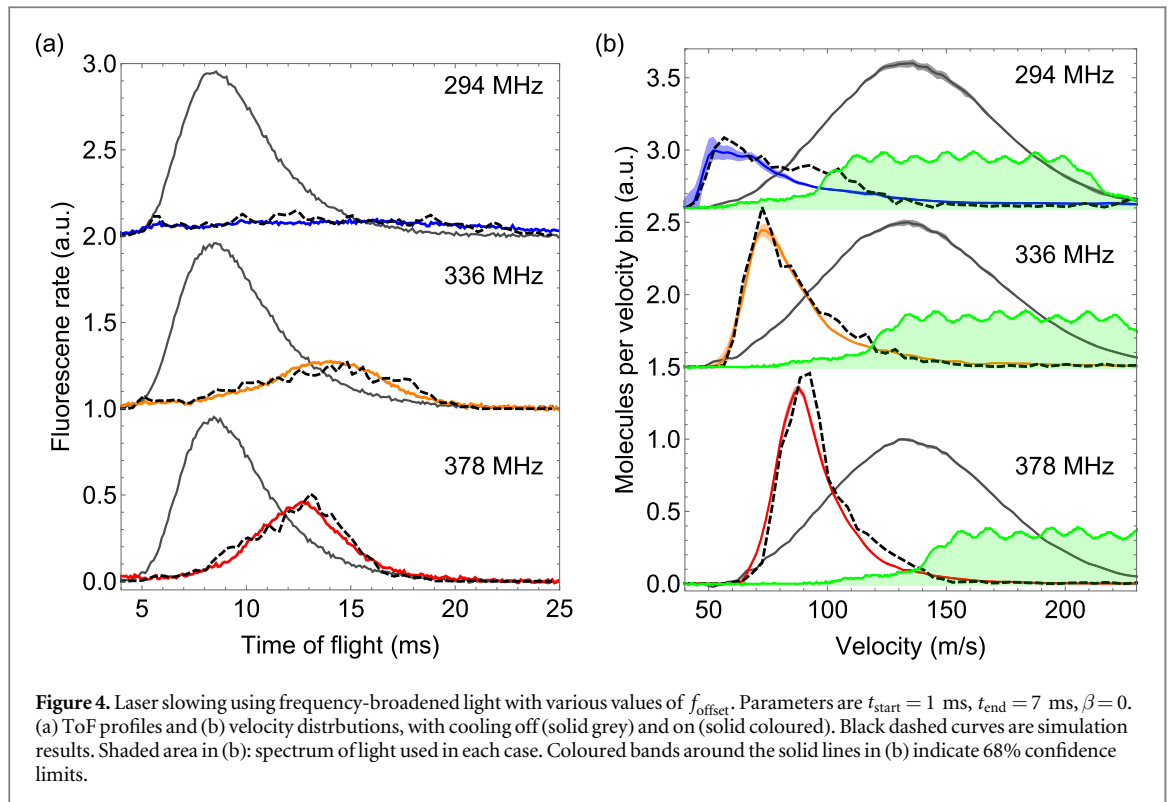 (a)
3.0
294 MHz
2.5
2.0
336 MHz
1.5
1.0
378 MHz
0.5
0.0
5
10
15
20
25
Fluorescene rate (a.u.)
Time of flight (ms)
(b)
3.5
294 MHz
3.0
2.5
336 MHz
2.0
1.5
378 MHz
1.0
0.5
0.0
50
100
150
200
Molecules per velocity bin (a.u.)
Velocity (m/s)
Figure 4. Laser slowing using frequency-broadened light with various values of f_offset. Parameters are t_start = 1 ms, t_end = 7 ms, β = 0.
(a) ToF profiles and (b) velocity distrbutions, with cooling off (solid grey) and on (solid coloured). Black dashed curves are simulation
results. Shaded area in (b): spectrum of light used in each case. Coloured bands around the solid lines in (b) indicate 68% confidence
limits.